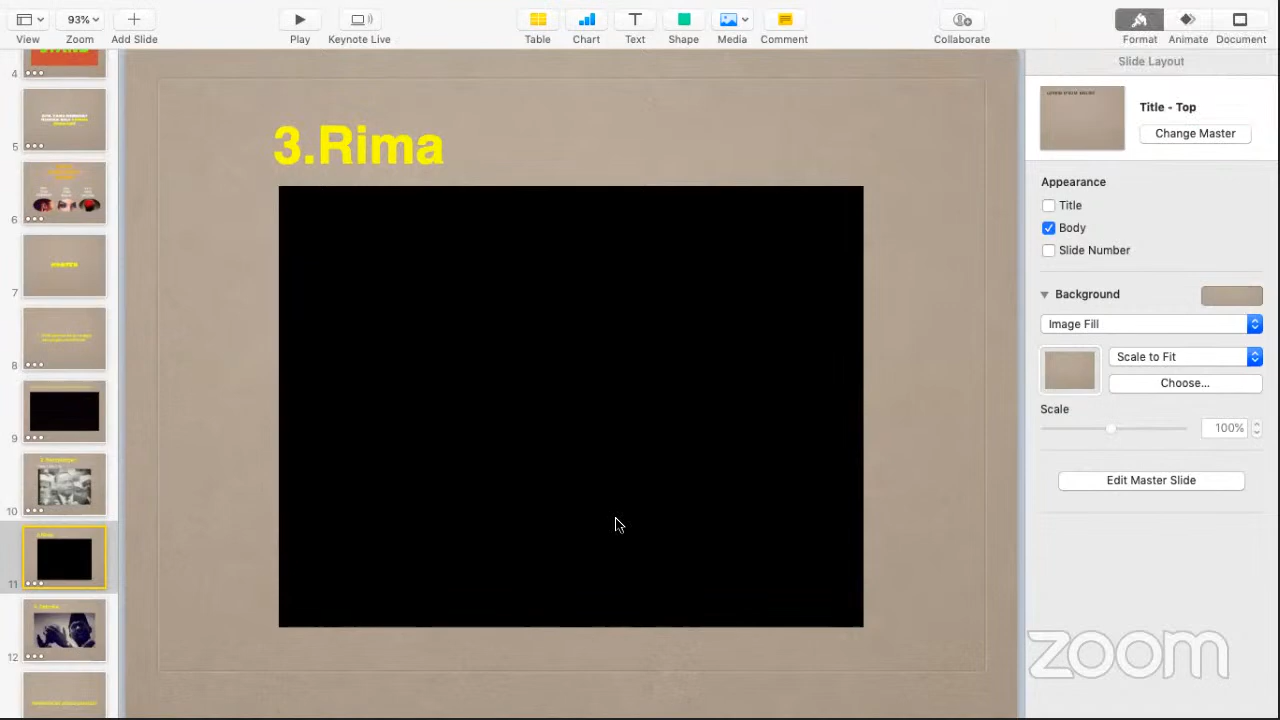 93%
View
Zoom
Add Slide
Play
Keynote Live
Table
Chart
Text
Shape
Media
Comment
Collaborate
Format
Animate
Document
4
5
6
7
8
9
10
11
12
3.Rima
Slide Layout
Title - Top
Change Master
Appearance
Title
Body
Slide Number
Background
Image Fill
Scale to Fit
Choose...
Scale
100%
Edit Master Slide
zoom